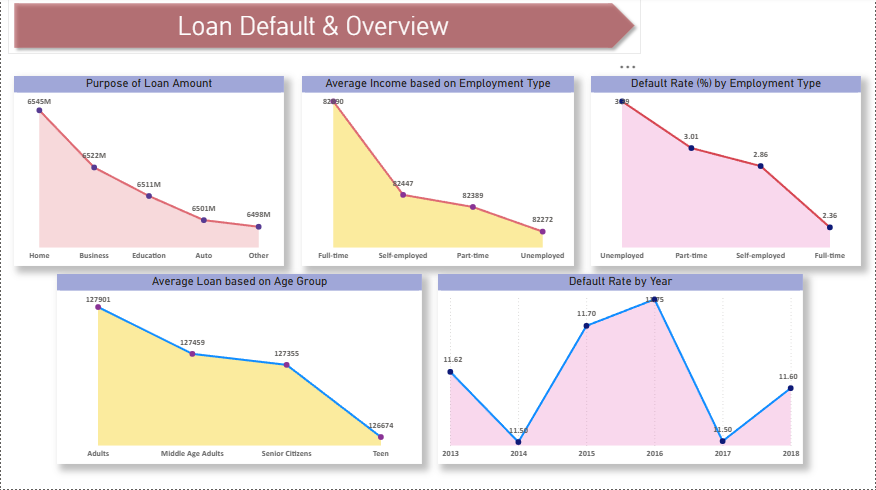 Loan Default & Overview
Purpose of Loan Amount
6545M
6522M
6511M
6501M
6498M
Home Business Education Auto Other
Average Income based on Employment Type
82447
82389
82272
Full-time Self-employed Part-time Unemployed
Default Rate (%) by Employment Type
3.01
2.86
2.36
Unemployed Part-time Self-employed Full-time
Average Loan based on Age Group
127901
127459
127355
126674
Adults Middle Age Adults Senior Citizens Teen
Default Rate by Year
11.62
11.50
11.70
11.75
11.50
11.60
2013 2014 2015 2016 2017 2018